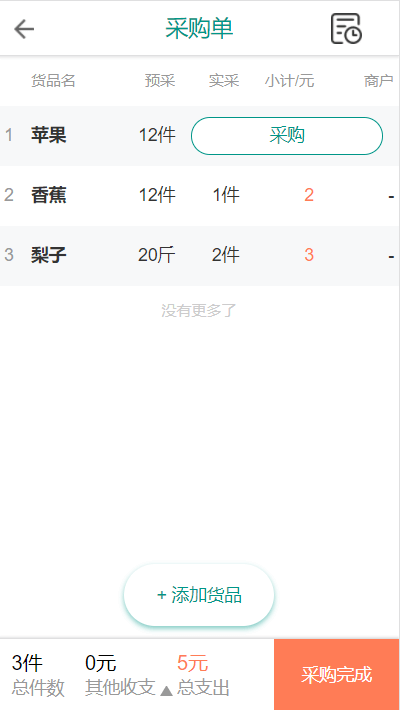 采购单
货品名 预采 实采 小计/元 商户
1 苹果 12件 采购
2 香蕉 12件 1件 2 -
3 梨子 20斤 2件 3 -
没有更多了
+ 添加货品
3件 0元 5元
总件数 其他收支 总支出
采购完成